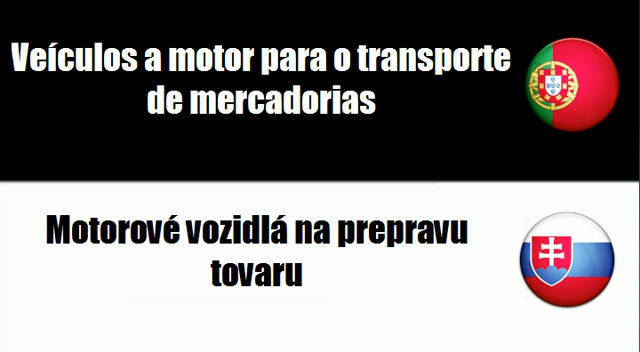 Veículos a motor para o transporte
de mercadorias
Motorové vozidlá na prepravu
tovaru